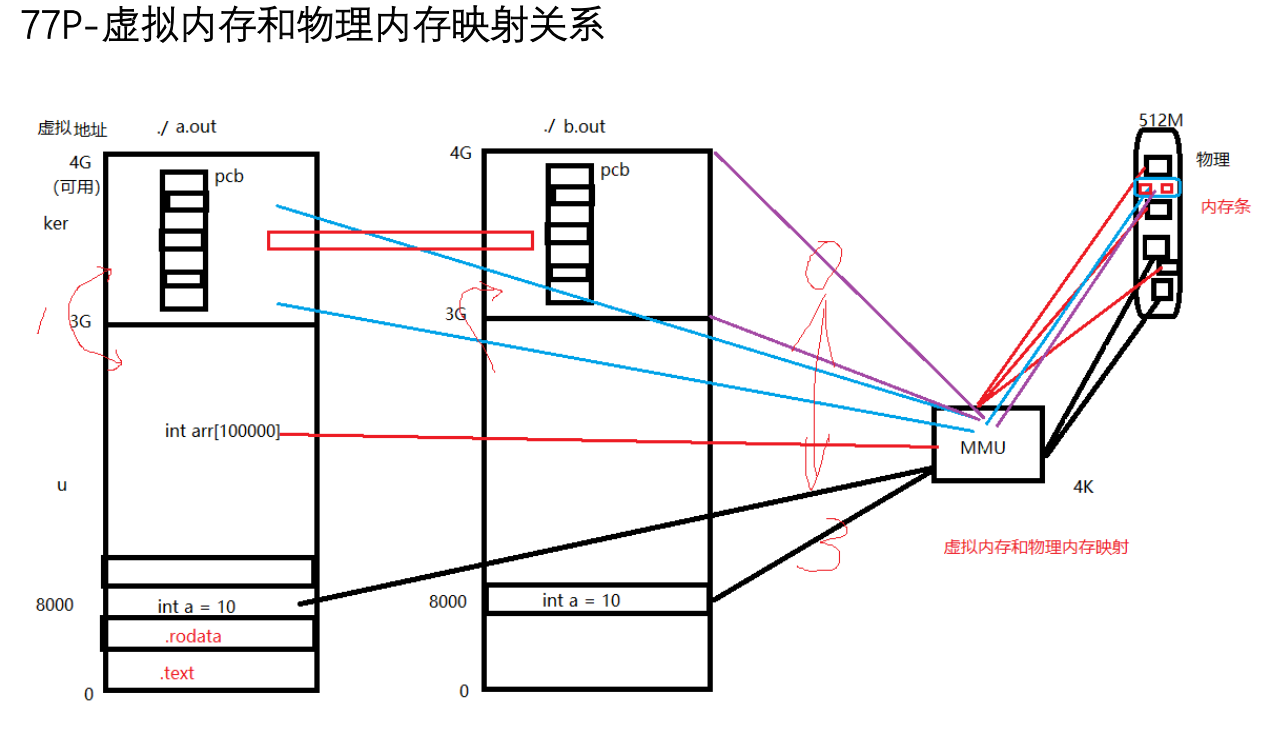 77P-虚拟内存和物理内存映射关系
虚拟地址
./ a.out
./ b.out
512M
4G
(可用)
pcb
4G
pcb
物理
ker
内存条
3G
3G
int arr[100000]
MMU
u
4K
虚拟内存和物理内存映射
3
8000
int a = 10
8000
int a = 10
.rodata
.text
0
0